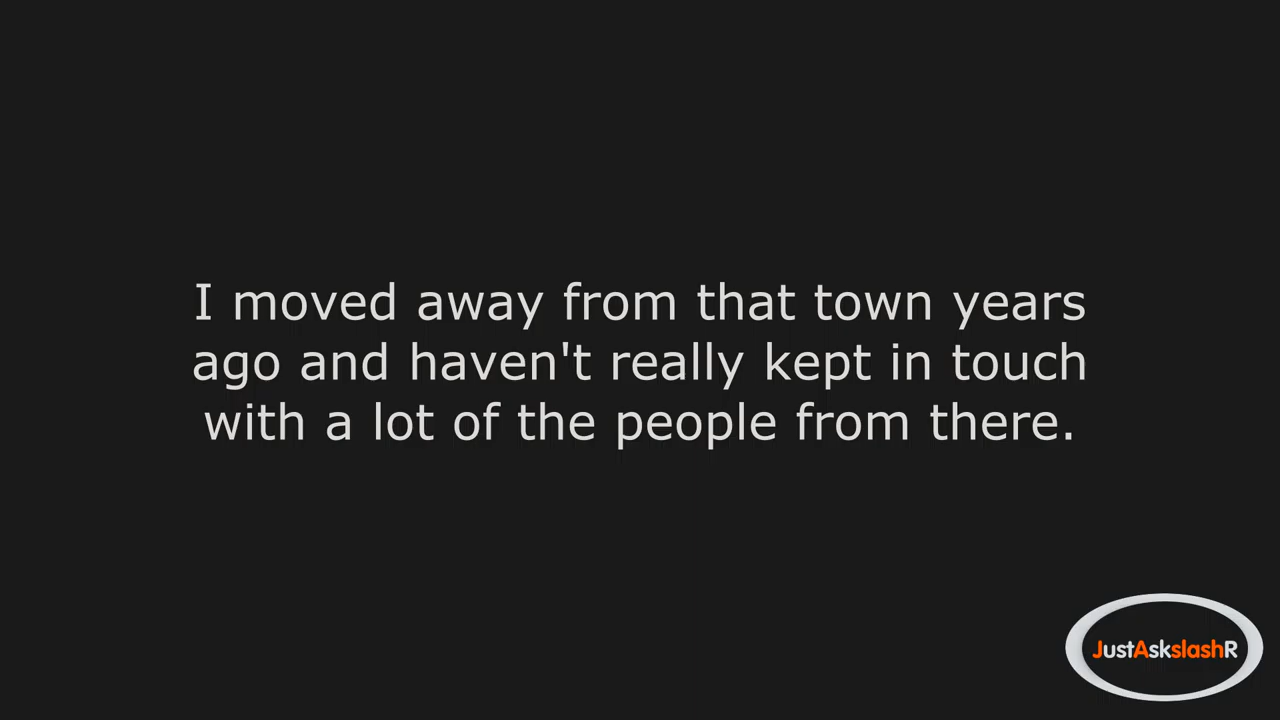 I moved away from that town years
ago and haven't really kept in touch
with a lot of the people from there.
JustAskslashR